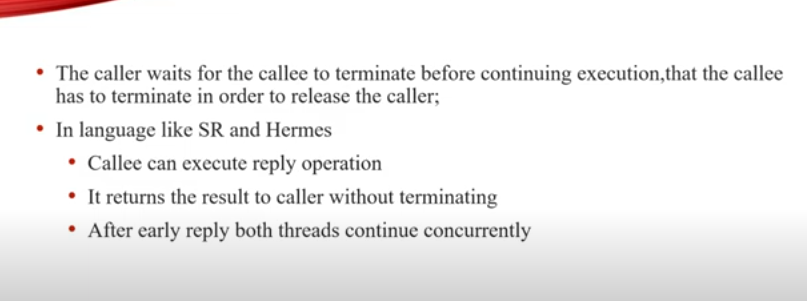 • The caller waits for the callee to terminate before continuing execution,that the callee
has to terminate in order to release the caller;
• In language like SR and Hermes
• Callee can execute reply operation
• It returns the result to caller without terminating
• After early reply both threads continue concurrently